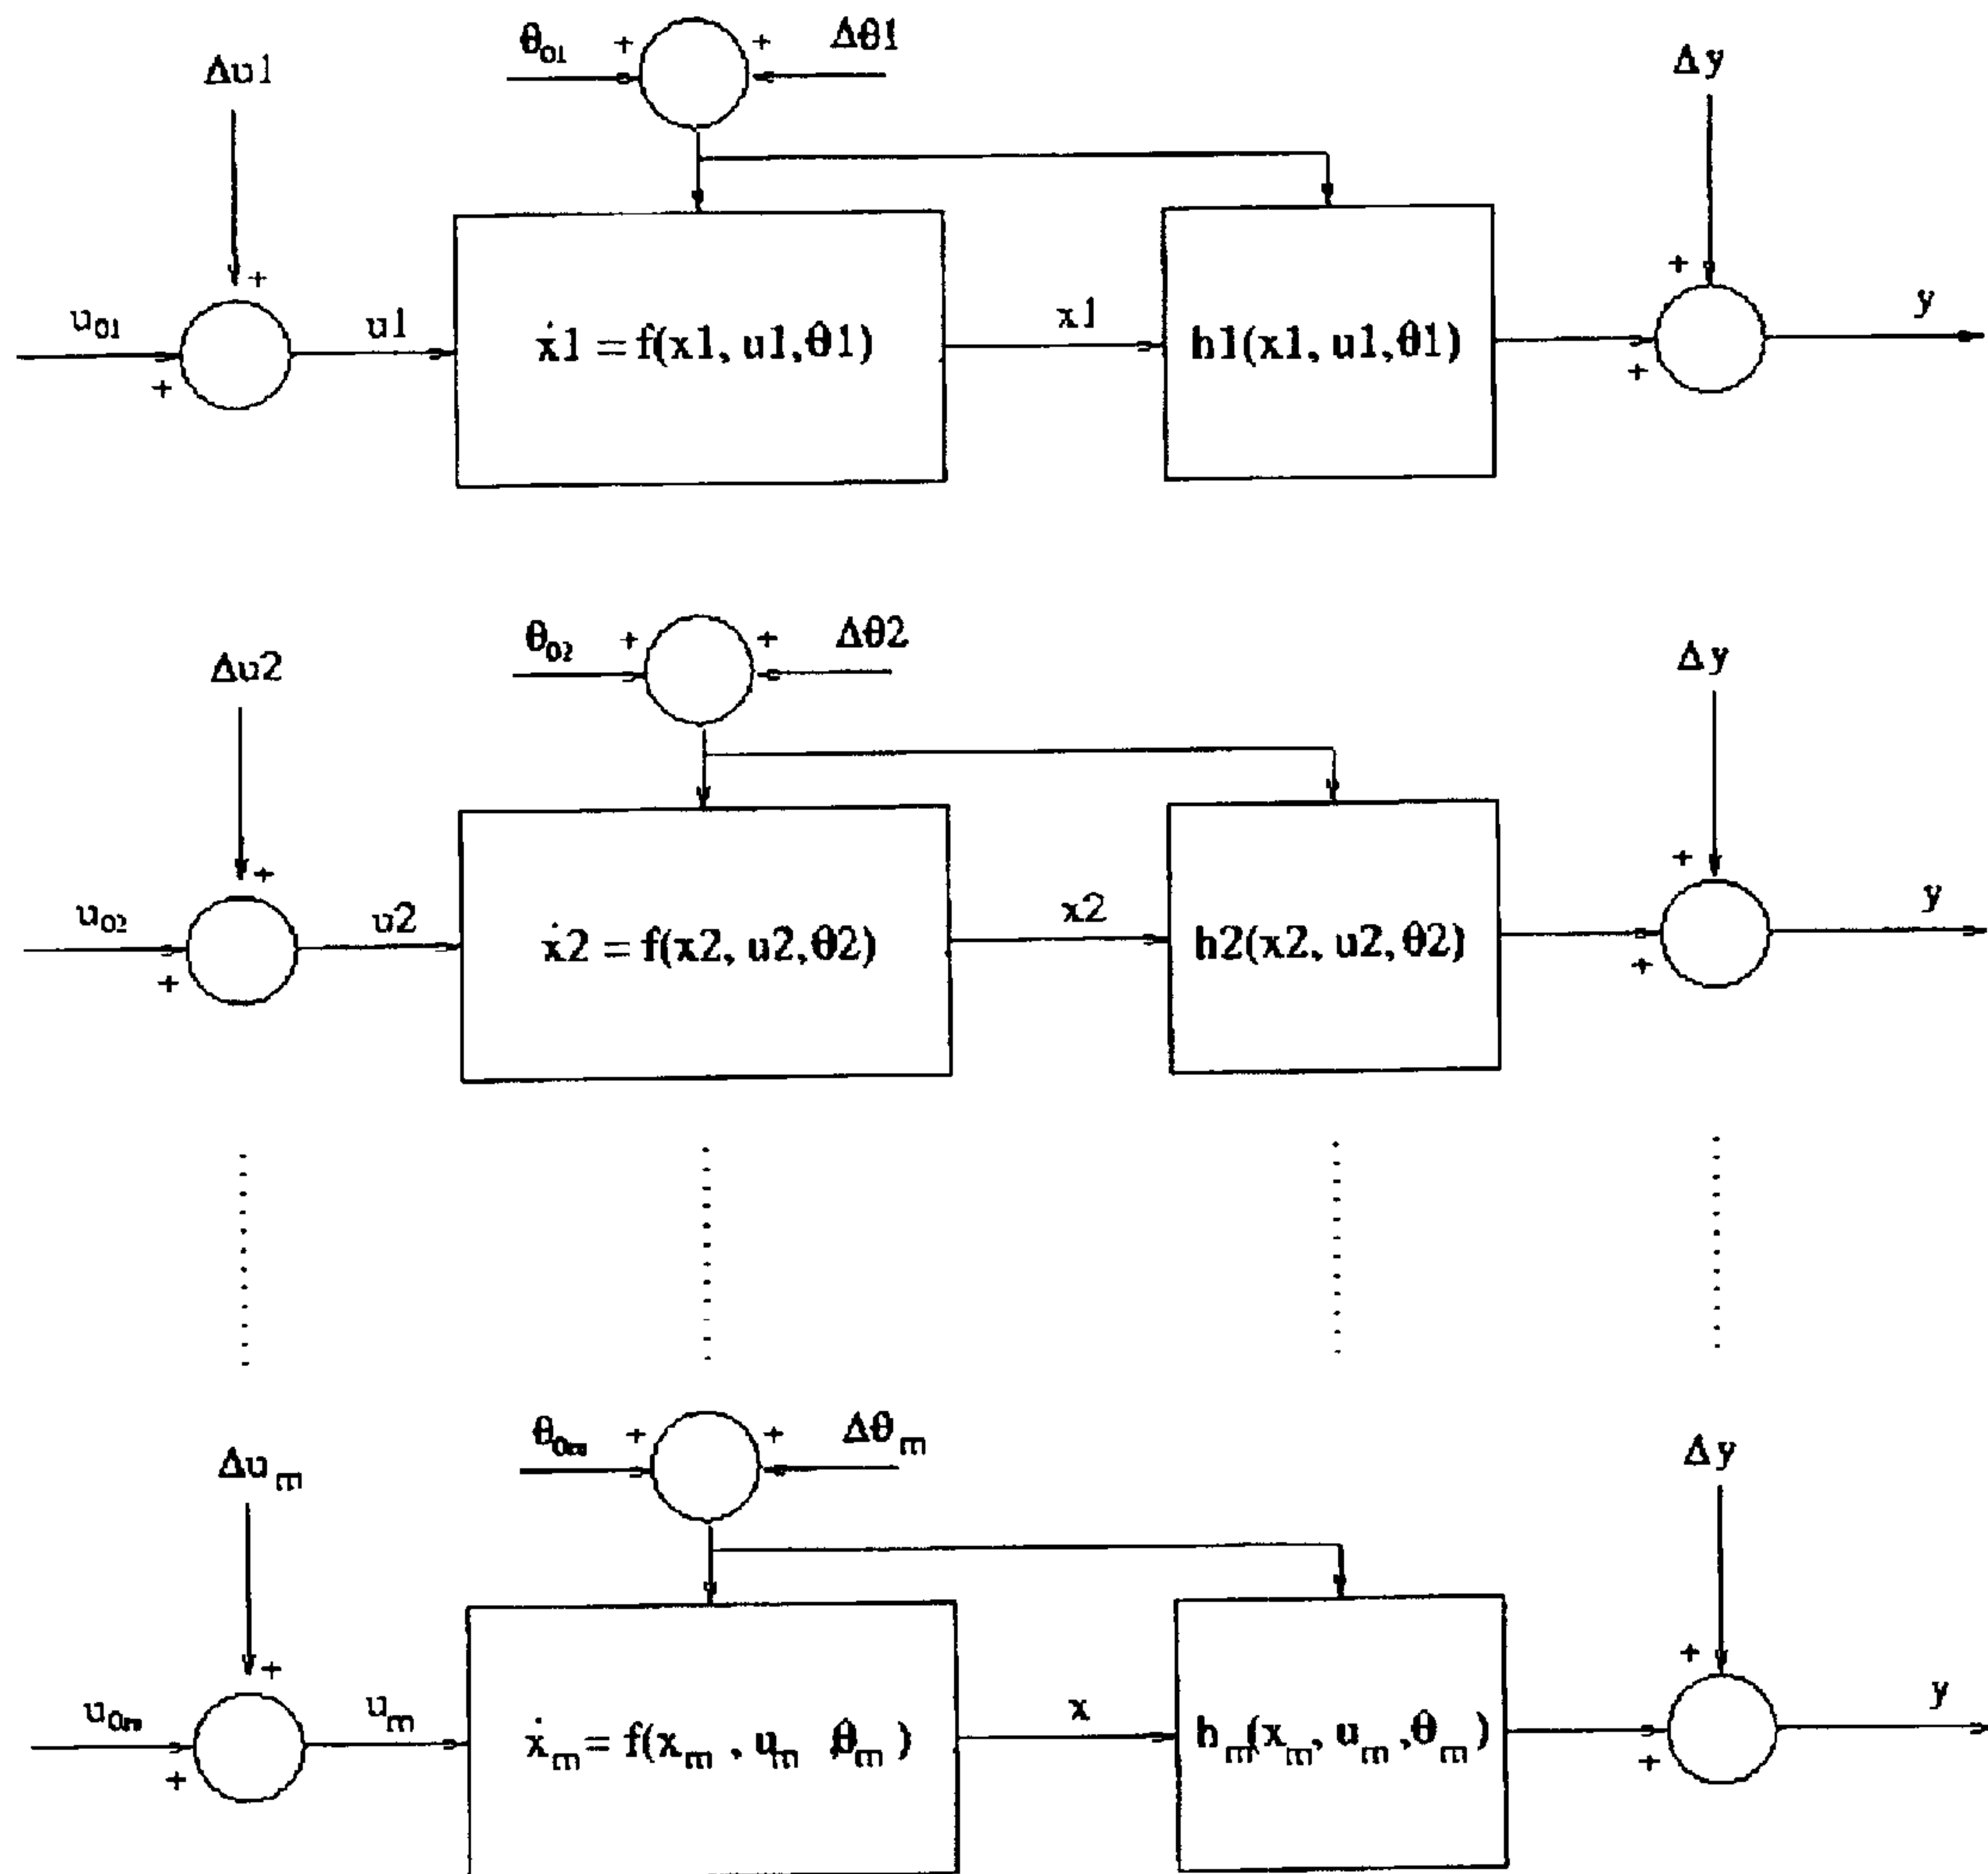 θ₀₁ + + Δθ1
Δu1
Δy
+
+
u₀₁
u1
ẋ1 = f(x1, u1,θ1)
x1
h1(x1, u1,θ1)
y
+
+
θ₀₂ + + Δθ2
Δu2
Δy
+
+
u₀₂
u2
ẋ2 = f(x2, u2,θ2)
x2
h2(x2, u2,θ2)
y
+
+
θ₀ₘ + + Δθₘ
Δuₘ
Δy
+
+
u₀ₘ
uₘ
ẋₘ = f(xₘ , uₘ θₘ )
x
hₘ(xₘ, uₘ ,θₘ )
y
+
+